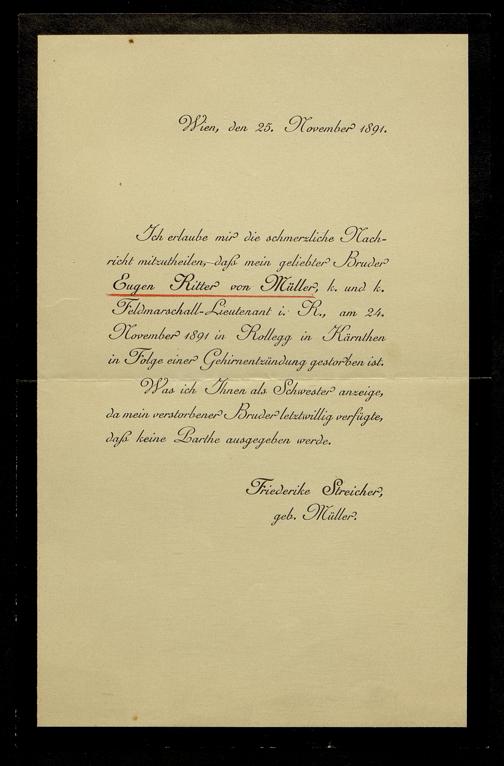 Wien, den 25. November 1891.
Ich erlaube mir die schmerzliche Nach-
richt mitzutheilen, daß mein geliebter Bruder
Eugen Ritter von Müller, k. und k.
Feldmarschall-Lieutenant i. R., am 24.
November 1891 in Kollegg in Kärnthen
in Folge einer Gehirnentzündung gestorben ist.
Was ich Ihnen als Schwester anzeige,
da mein verstorbener Bruder letztwillig verfügte,
daß keine Parthe ausgegeben werde.
Friederike Streicher,
geb. Müller.